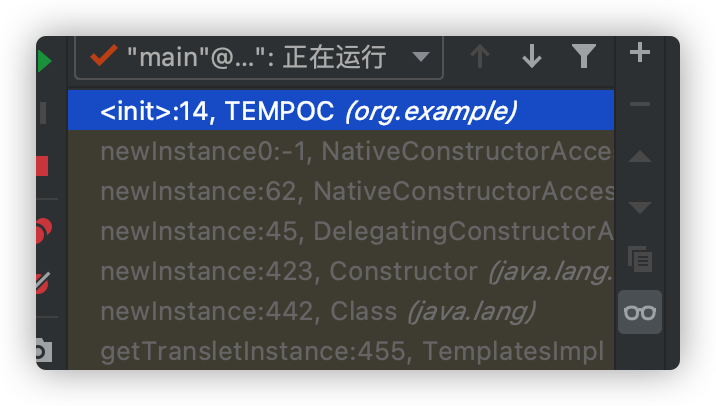 "main"@...": 正在运行
<init>:14, TEMPOC (org.example)
newInstance0:-1, NativeConstructorAcce
newInstance:62, NativeConstructorAcces
newInstance:45, DelegatingConstructorA
newInstance:423, Constructor (java.lang.
newInstance:442, Class (java.lang)
getTransletInstance:455, TemplatesImpl